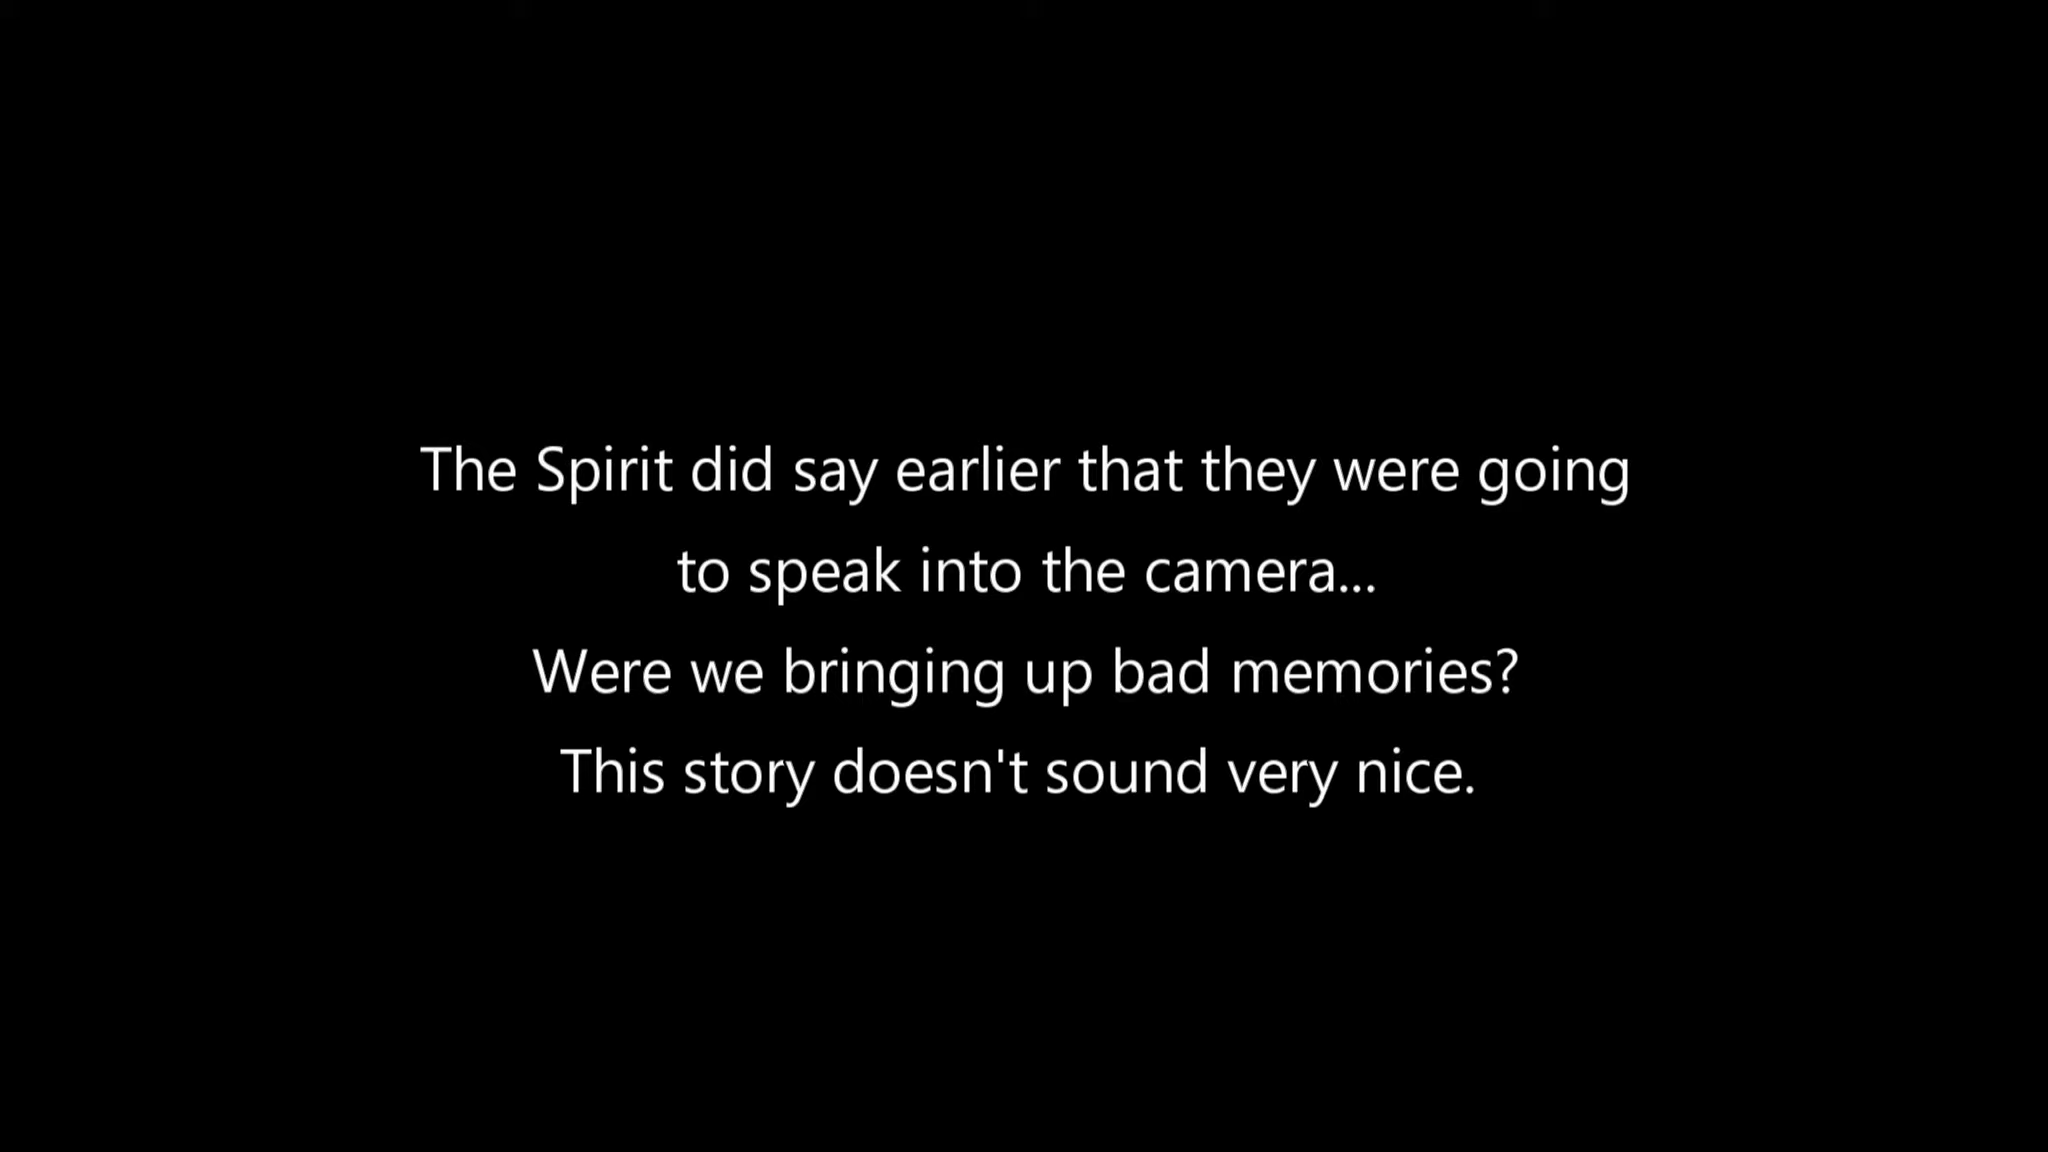 The Spirit did say earlier that they were going
to speak into the camera...
Were we bringing up bad memories?
This story doesn't sound very nice.